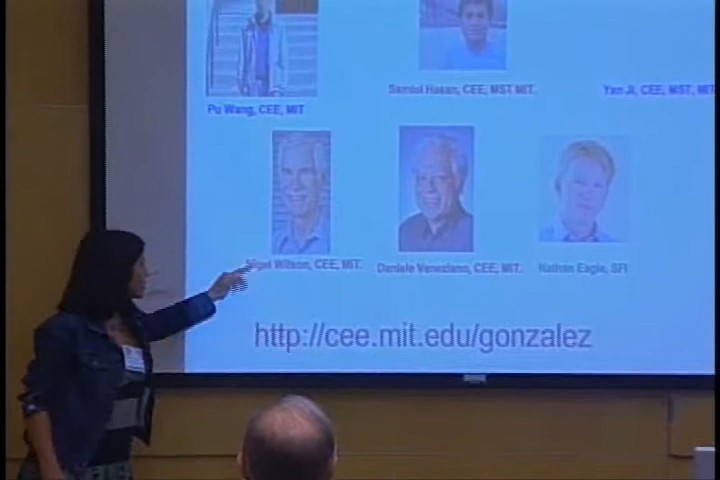 Pu Wang, CEE, MIT
Samiul Hasan, CEE, MST MIT.
Yan Ji, CEE, MST, MIT.
Nigel Wilson, CEE, MIT.
Daniele Veneziano, CEE, MIT.
Nathan Eagle, SFI
http://cee.mit.edu/gonzalez